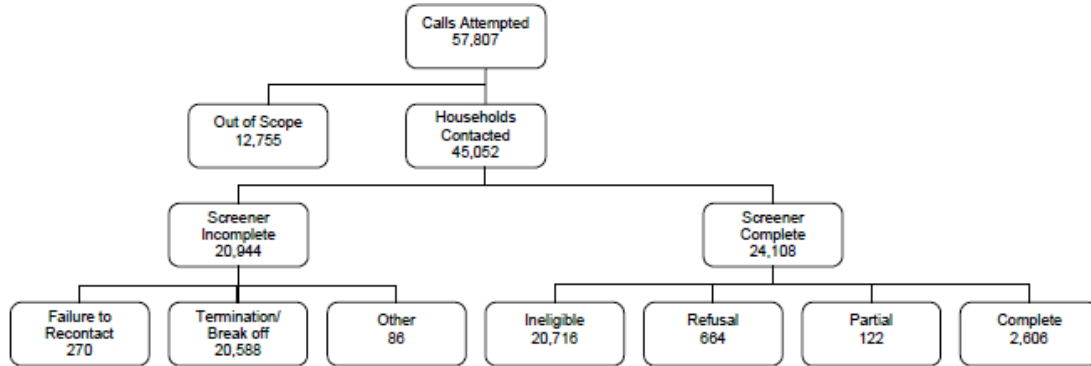 Calls Attempted
57,807
Out of Scope
12,755
Households
Contacted
45,052
Screener
Incomplete
20,944
Screener
Complete
24,108
Failure to
Recontact
270
Termination/
Break off
20,588
Other
86
Ineligible
20,716
Refusal
664
Partial
122
Complete
2,606